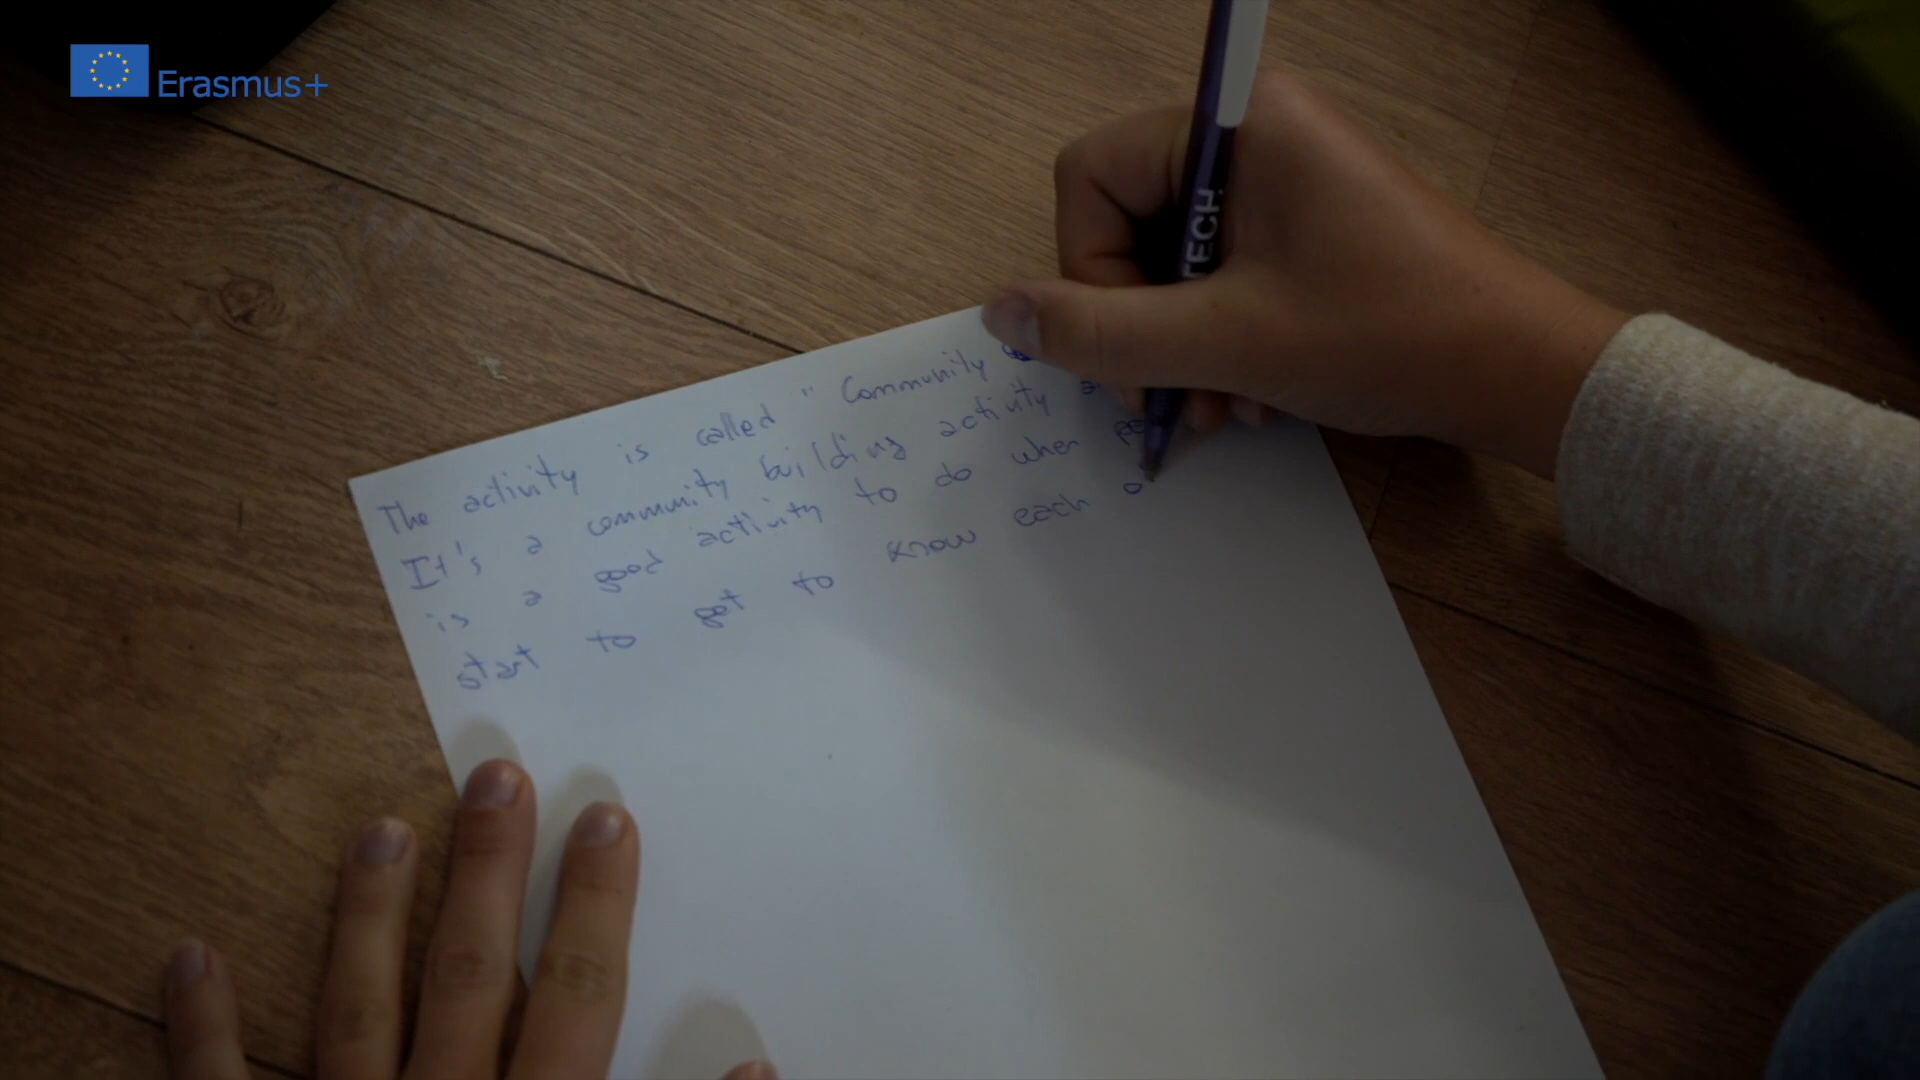 Erasmus+
TECH.
The activity is called " Community
It's a community building activity
is a good activity to do when
start to get to know each